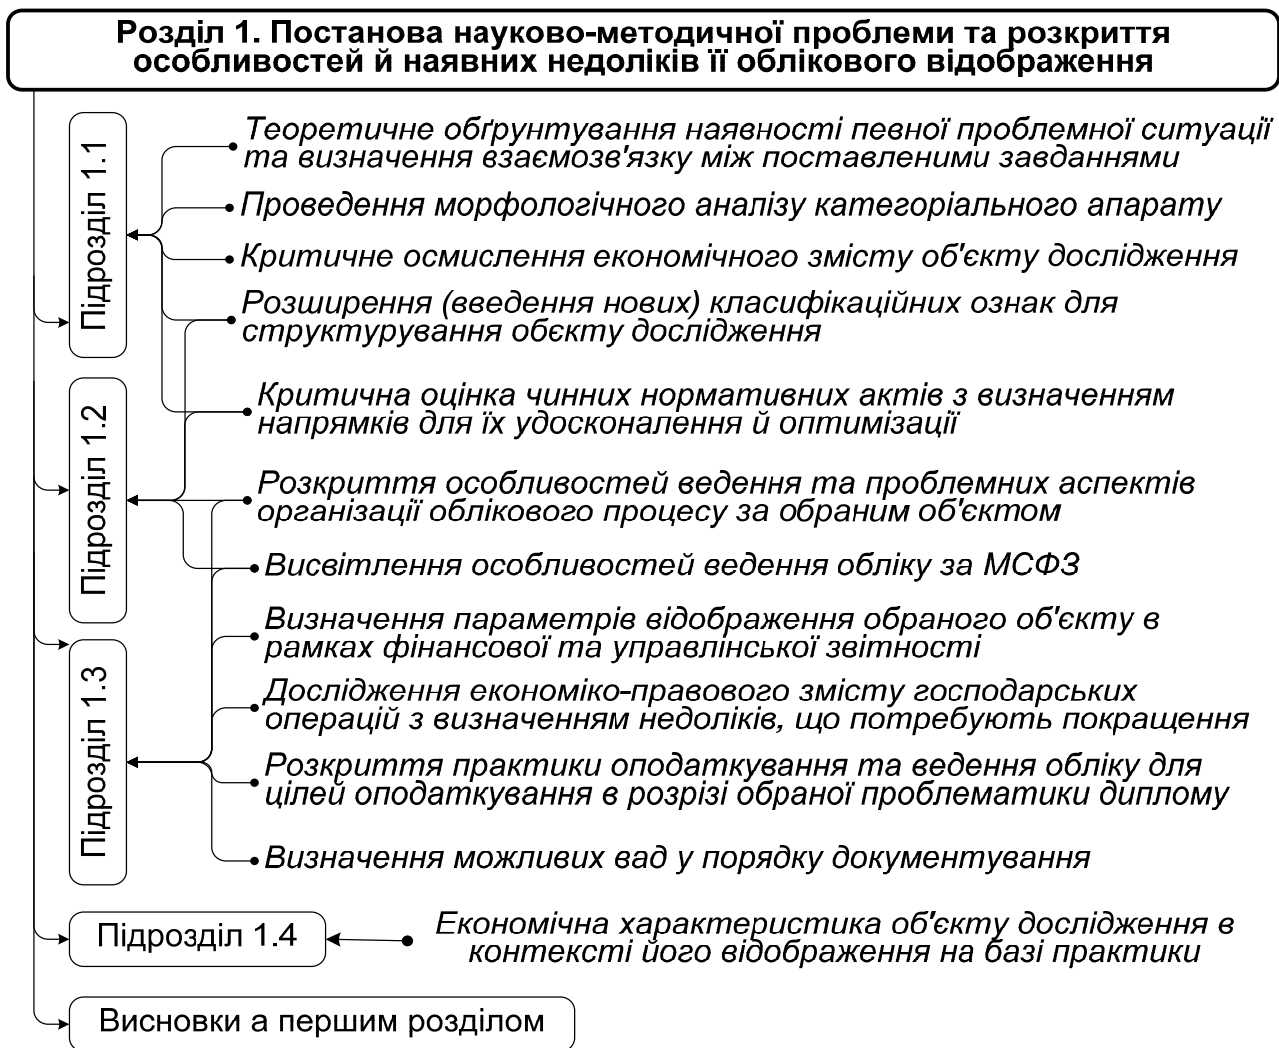 Розділ 1. Постанова науково-методичної проблеми та розкриття
особливостей й наявних недоліків її облікового відображення
Підрозділ 1.1
Теоретичне обґрунтування наявності певної проблемної ситуації
та визначення взаємозв'язку між поставленими завданнями
Проведення морфологічного аналізу категоріального апарату
Критичне осмислення економічного змісту об'єкту дослідження
Розширення (введення нових) класифікаційних ознак для
структурування обєкту дослідження
Підрозділ 1.2
Критична оцінка чинних нормативних актів з визначенням
напрямків для їх удосконалення й оптимізації
Розкриття особливостей ведення та проблемних аспектів
організації облікового процесу за обраним об'єктом
Висвітлення особливостей ведення обліку за МСФЗ
Підрозділ 1.3
Визначення параметрів відображення обраного об'єкту в
рамках фінансової та управлінської звітності
Дослідження економіко-правового змісту господарських
операцій з визначенням недоліків, що потребують покращення
Розкриття практики оподаткування та ведення обліку для
цілей оподаткування в розрізі обраної проблематики диплому
Визначення можливих вад у порядку документування
Підрозділ 1.4
Економічна характеристика об'єкту дослідження в
контексті його відображення на базі практики
Висновки а першим розділом